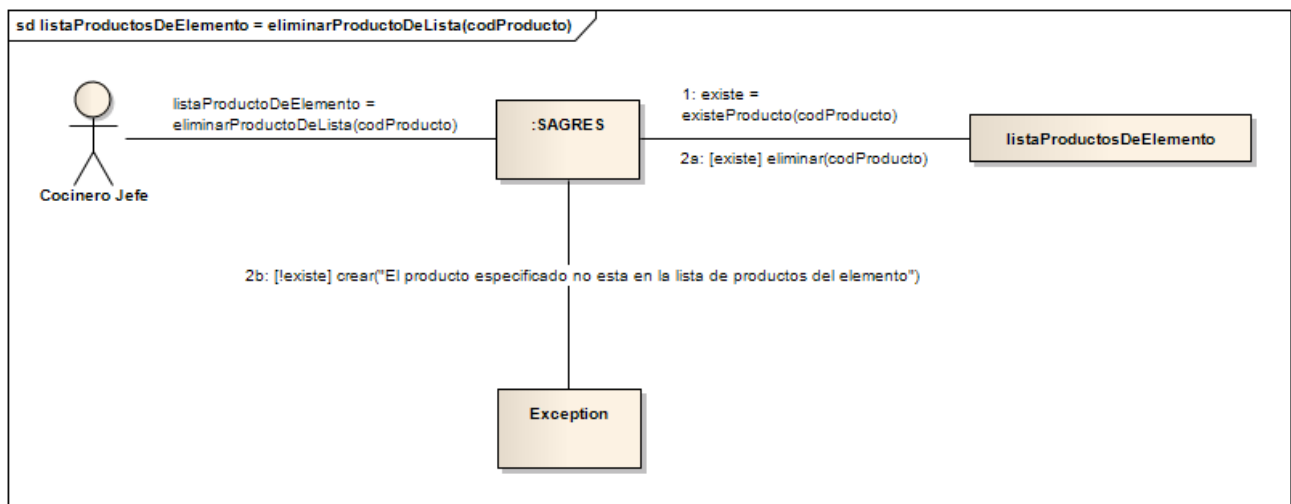 sd listaProductosDeElemento = eliminarProductoDeLista(codProducto)
listaProductoDeElemento =
eliminarProductoDeLista(codProducto)
Cocinero Jefe
:SAGRES
1: existe =
existeProducto(codProducto)
2a: [existe] eliminar(codProducto)
listaProductosDeElemento
2b: [!existe] crear("El producto especificado no esta en la lista de productos del elemento")
Exception